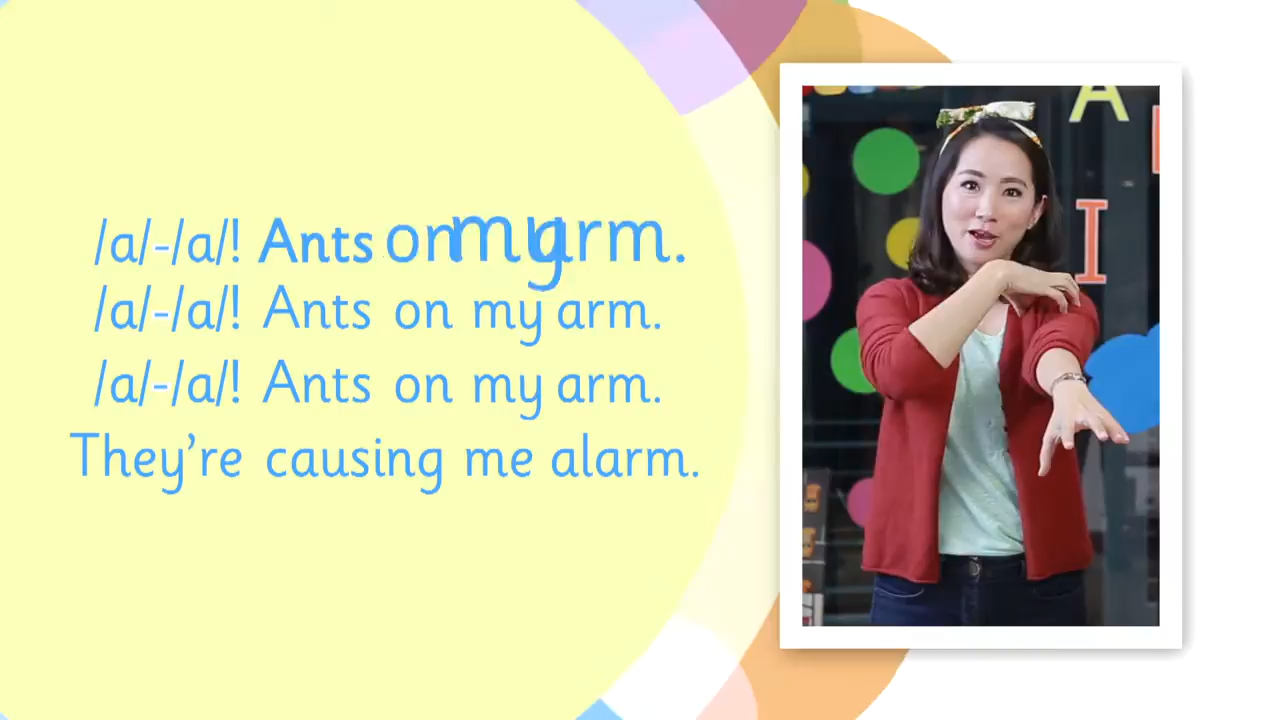 /a/-/a/! Ants on my arm.
/a/-/a/! Ants on my arm.
/a/-/a/! Ants on my arm.
They’re causing me alarm.
A
I